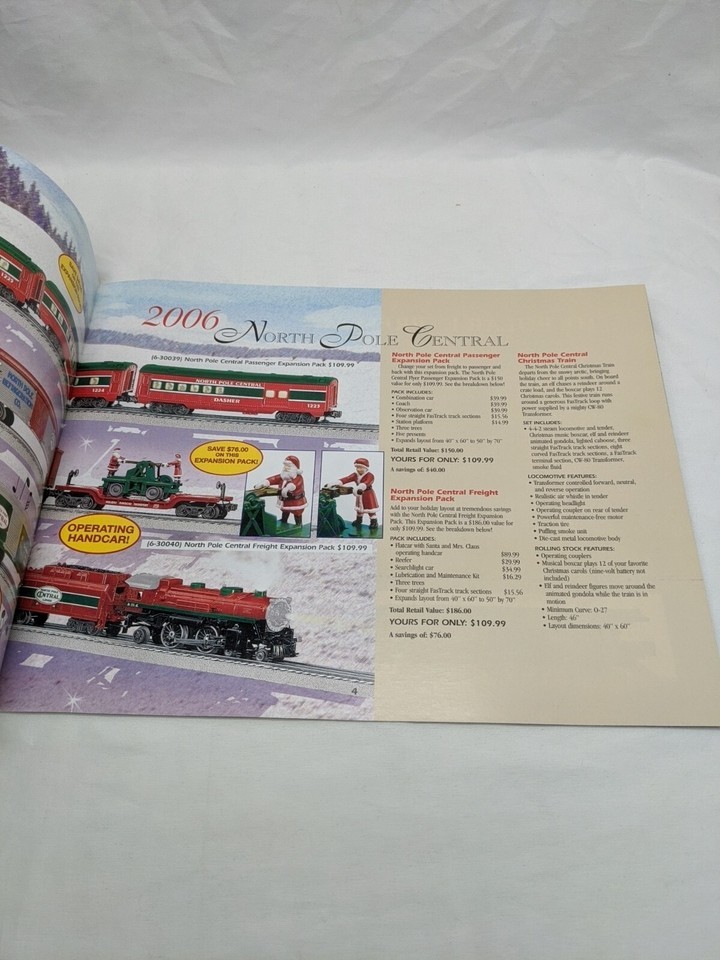 2006 North Pole Central
(6-30039) North Pole Central Passenger Expansion Pack $109.99
1224
NORTH POLE CENTRAL
DASHER
1225
SAVE $76.00
ON THIS
EXPANSION PACK!
OPERATING
HANDCAR!
(6-30040) North Pole Central Freight Expansion Pack $109.99
CENTRAL
4
North Pole Central Passenger
Expansion Pack
Change your set from freight to passenger and
back with this expansion pack. The North Pole
Central Flyer Passenger Expansion Pack is a $150
value for only $109.99. See the breakdown below!
PACK INCLUDES:
• Combination car $39.99
• Coach $39.99
• Observation car $39.99
• Four straight FasTrack track sections $15.56
• Station platform $14.99
• Three trees
• Five presents
• Expands layout from 40" x 60" to 50" by 70"
Total Retail Value: $150.00
YOURS FOR ONLY: $109.99
A savings of: $40.00
North Pole Central Freight
Expansion Pack
Add to your holiday layout at tremendous savings
with the North Pole Central Freight Expansion
Pack. This Expansion Pack is a $186.00 value for
only $109.99. See the breakdown below!
PACK INCLUDES:
• Flatcar with Santa and Mrs. Claus
operating handcar $89.99
• Reefer $29.99
• Searchlight car $34.99
• Lubrication and Maintenance Kit $16.29
• Three trees
• Four straight FasTrack track sections $15.56
• Expands layout from 40" x 60" to 50" by 70"
Total Retail Value: $186.00
YOURS FOR ONLY: $109.99
A savings of: $76.00
North Pole Central
Christmas Train
The North Pole Central Christmas Train
departs from the snowy arctic, bringing
holiday cheer to all points south. On board
the train, an elf chases a reindeer around a
crate load, and the boxcar plays 12
Christmas carols. This festive train runs
around a generous FasTrack loop with
power supplied by a mighty CW-80
Transformer.
SET INCLUDES:
• 4-4-2 steam locomotive and tender,
Christmas music boxcar, elf and reindeer
animated gondola, lighted caboose, three
straight FasTrack track sections, eight
curved FasTrack track sections, a FasTrack
terminal section, CW-80 Transformer,
smoke fluid
LOCOMOTIVE FEATURES:
• Transformer controlled forward, neutral,
and reverse operation
• Operating headlight
• Realistic air whistle in tender
• Operating coupler on rear of tender
• Powerful maintenance-free motor
• Traction tire
• Puffing smoke unit
• Die-cast metal locomotive body
ROLLING STOCK FEATURES:
• Operating couplers
• Musical boxcar plays 12 of your favorite
Christmas carols (nine-volt battery not
included)
• Elf and reindeer figures move around the
animated gondola while the train is in
motion
• Minimum Curve: O-27
• Length: 46"
• Layout dimensions: 40" x 60"